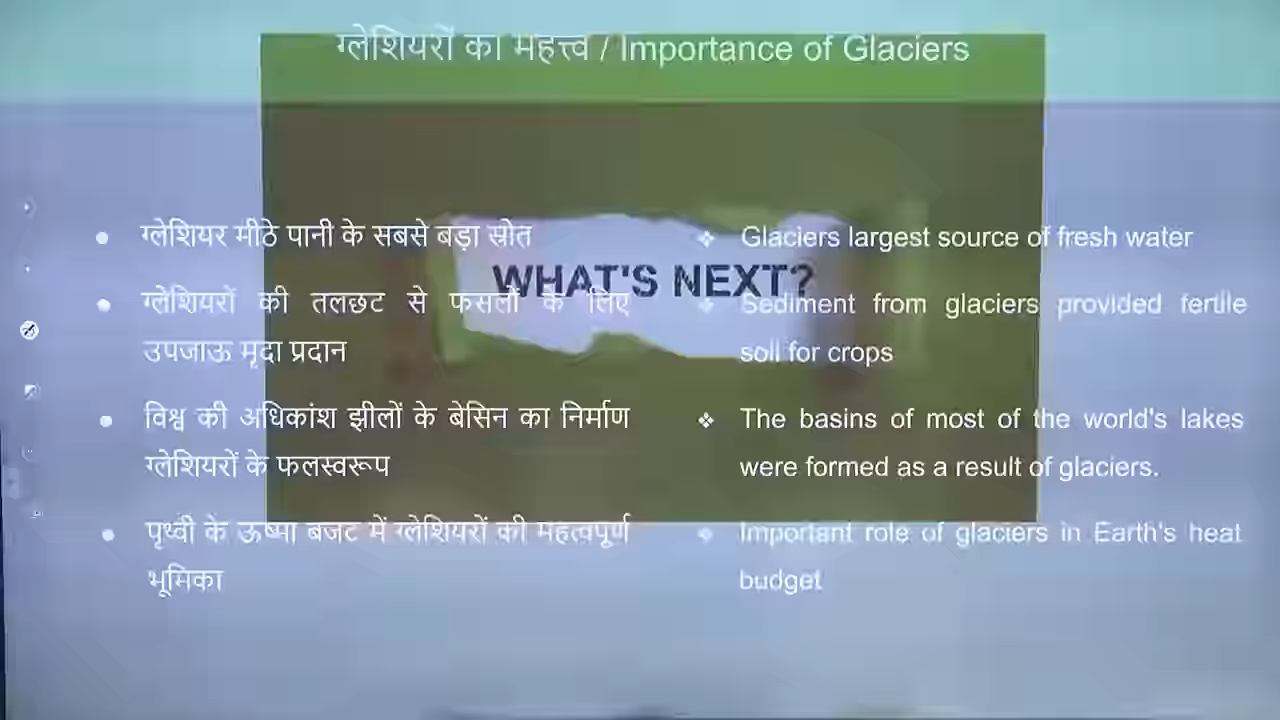 ग्लेशियरों का महत्त्व / Importance of Glaciers
ग्लेशियर मीठे पानी के सबसे बड़ा स्रोत
ग्लेशियरों की तलछट से फसलों के लिए
उपजाऊ मृदा प्रदान
विश्व की अधिकांश झीलों के बेसिन का निर्माण
ग्लेशियरों के फलस्वरूप
पृथ्वी के ऊष्मा बजट में ग्लेशियरों की महत्वपूर्ण
भूमिका
Glaciers largest source of fresh water
Sediment from glaciers provided fertile
soil for crops
The basins of most of the world's lakes
were formed as a result of glaciers.
Important role of glaciers in Earth's heat
budget
WHAT'S NEXT?